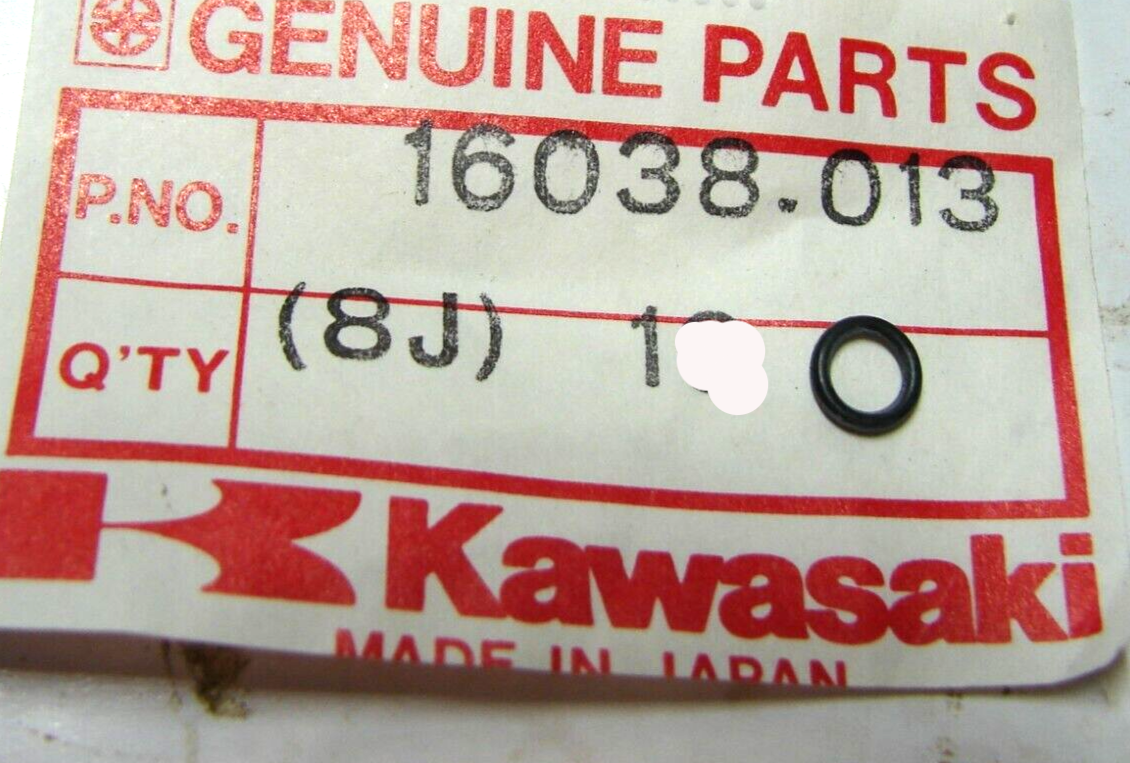 GENUINE PARTS
P.NO. 16038.013
Q'TY (8J)
Kawasaki
MADE IN JAPAN